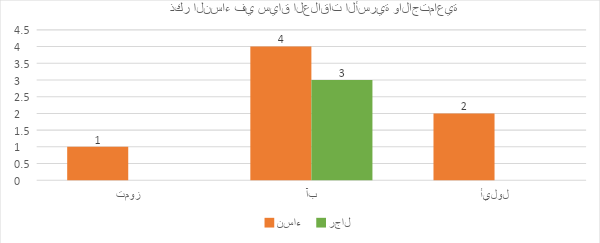 ذكر النساء في سياق العلاقات الأسرية والاجتماعية
4.5
4
3.5
3
2.5
2
1.5
1
0.5
0
1
4
3
2
تموز
آب
أيلول
نساء
رجال